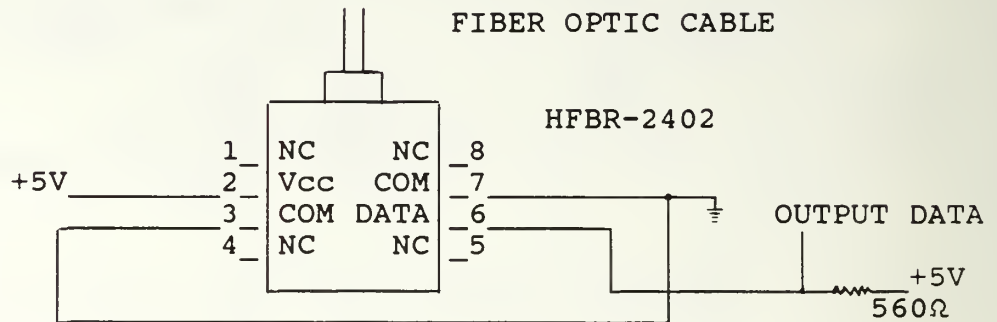 FIBER OPTIC CABLE
HFBR-2402
1 NC NC 8
+5V 2 Vcc COM 7
3 COM DATA 6
4 NC NC 5
OUTPUT DATA
+5V
560Ω